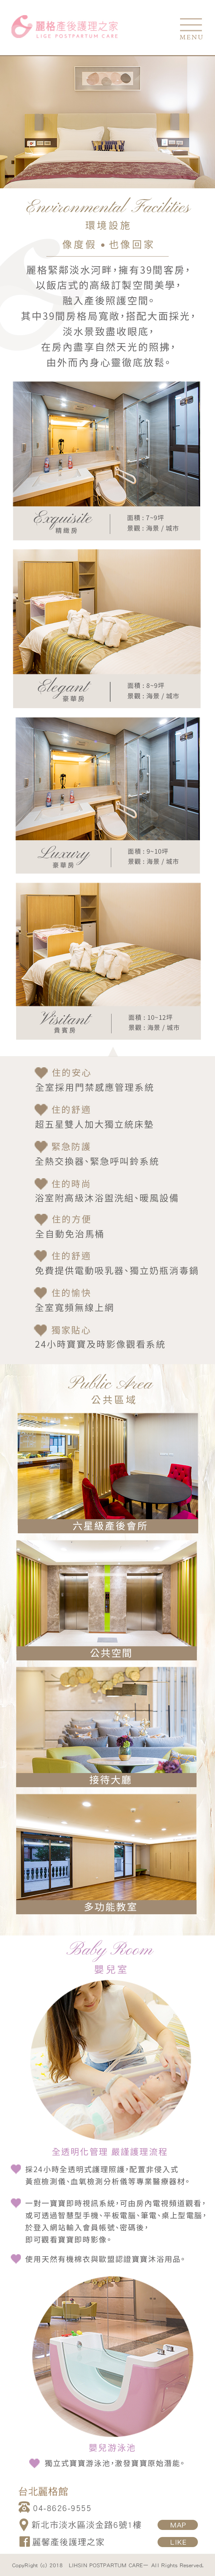 麗格產後護理之家
LIGE POSTPARTUM CARE
MENU
Environmental Facilities
環境設施
像度假 • 也像回家
麗格緊鄰淡水河畔，擁有39間客房，
以飯店式的高級訂製空間美學，
融入產後照護空間。
其中39間房格局寬敞，搭配大面採光，
淡水景致盡收眼底，
在房內盡享自然天光的照拂，
由外而內身心靈徹底放鬆。
Exquisite
精緻房
面積：7~9坪
景觀：海景 / 城市
Elegant
豪華房
面積：8~9坪
景觀：海景 / 城市
Luxury
豪華房
面積：9~10坪
景觀：海景 / 城市
Visitant
貴賓房
面積：10~12坪
景觀：海景 / 城市
住的安心
全室採用門禁感應管理系統
住的舒適
超五星雙人加大獨立統床墊
緊急防護
全熱交換器、緊急呼叫鈴系統
住的時尚
浴室附高級沐浴盥洗組、暖風設備
住的方便
全自動免治馬桶
住的舒適
免費提供電動吸乳器、獨立奶瓶消毒鍋
住的愉快
全室寬頻無線上網
獨家貼心
24小時寶寶及時影像觀看系統
Public Area
公共區域
六星級產後會所
公共空間
接待大廳
多功能教室
Baby Room
嬰兒室
全透明化管理 嚴謹護理流程
採24小時全透明式護理照護，配置非侵入式
黃疸檢測儀、血氧檢測分析儀等專業醫療器材。
一對一寶寶即時視訊系統，可由房內電視頻道觀看，
或可透過智慧型手機、平板電腦、筆電、桌上型電腦，
於登入網站輸入會員帳號、密碼後，
即可觀看寶寶即時影像。
使用天然有機棉衣與歐盟認證寶寶沐浴用品。
嬰兒游泳池
獨立式寶寶游泳池，激發寶寶原始潛能。
台北麗格館
04-8626-9555
新北市淡水區淡金路6號1樓
MAP
麗馨產後護理之家
LIKE
CopyRight (c) 2018 LIHSIN POSTPARTUM CARE－ All Rights Reserved.